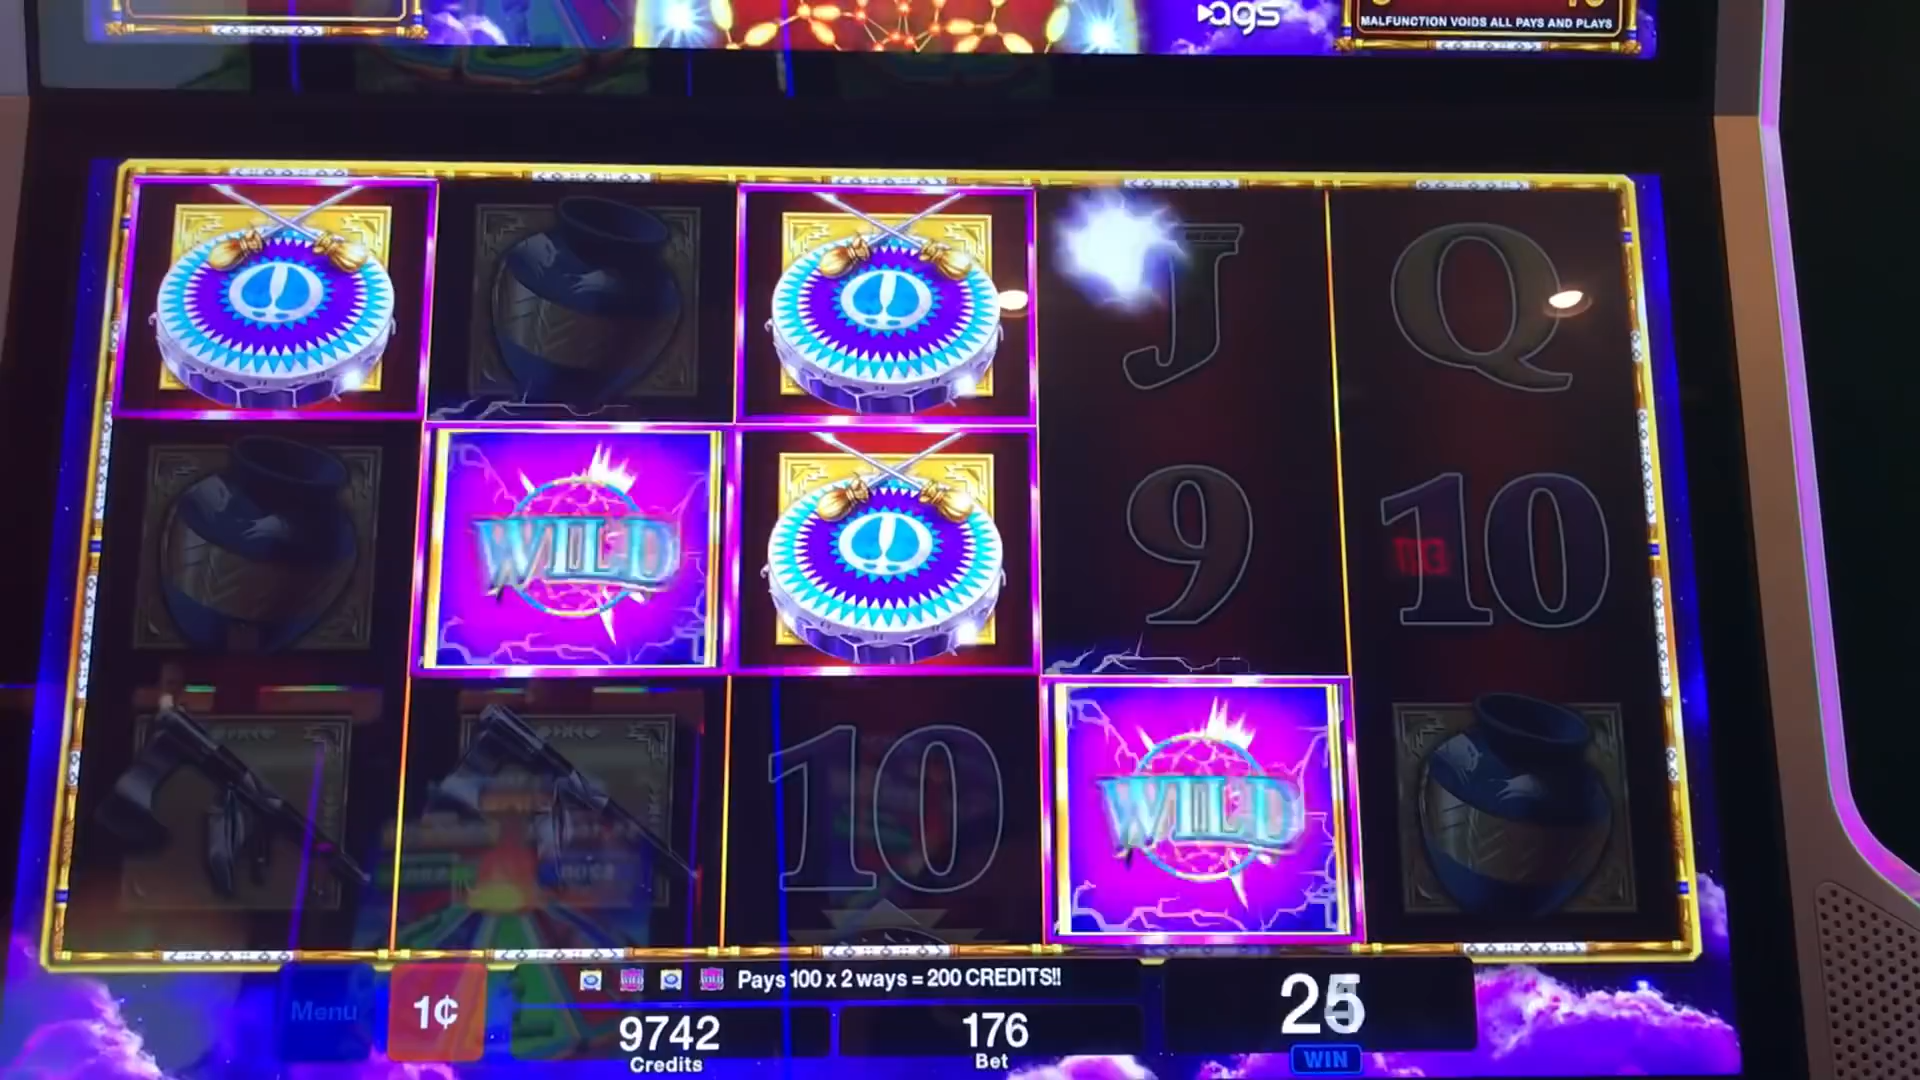 ags
MALFUNCTION VOIDS ALL PAYS AND PLAYS
J
Q
WILD
9
10
10
WILD
Pays 100 x 2 ways = 200 CREDITS!!
Menu
1¢
9742
Credits
176
Bet
25
WIN